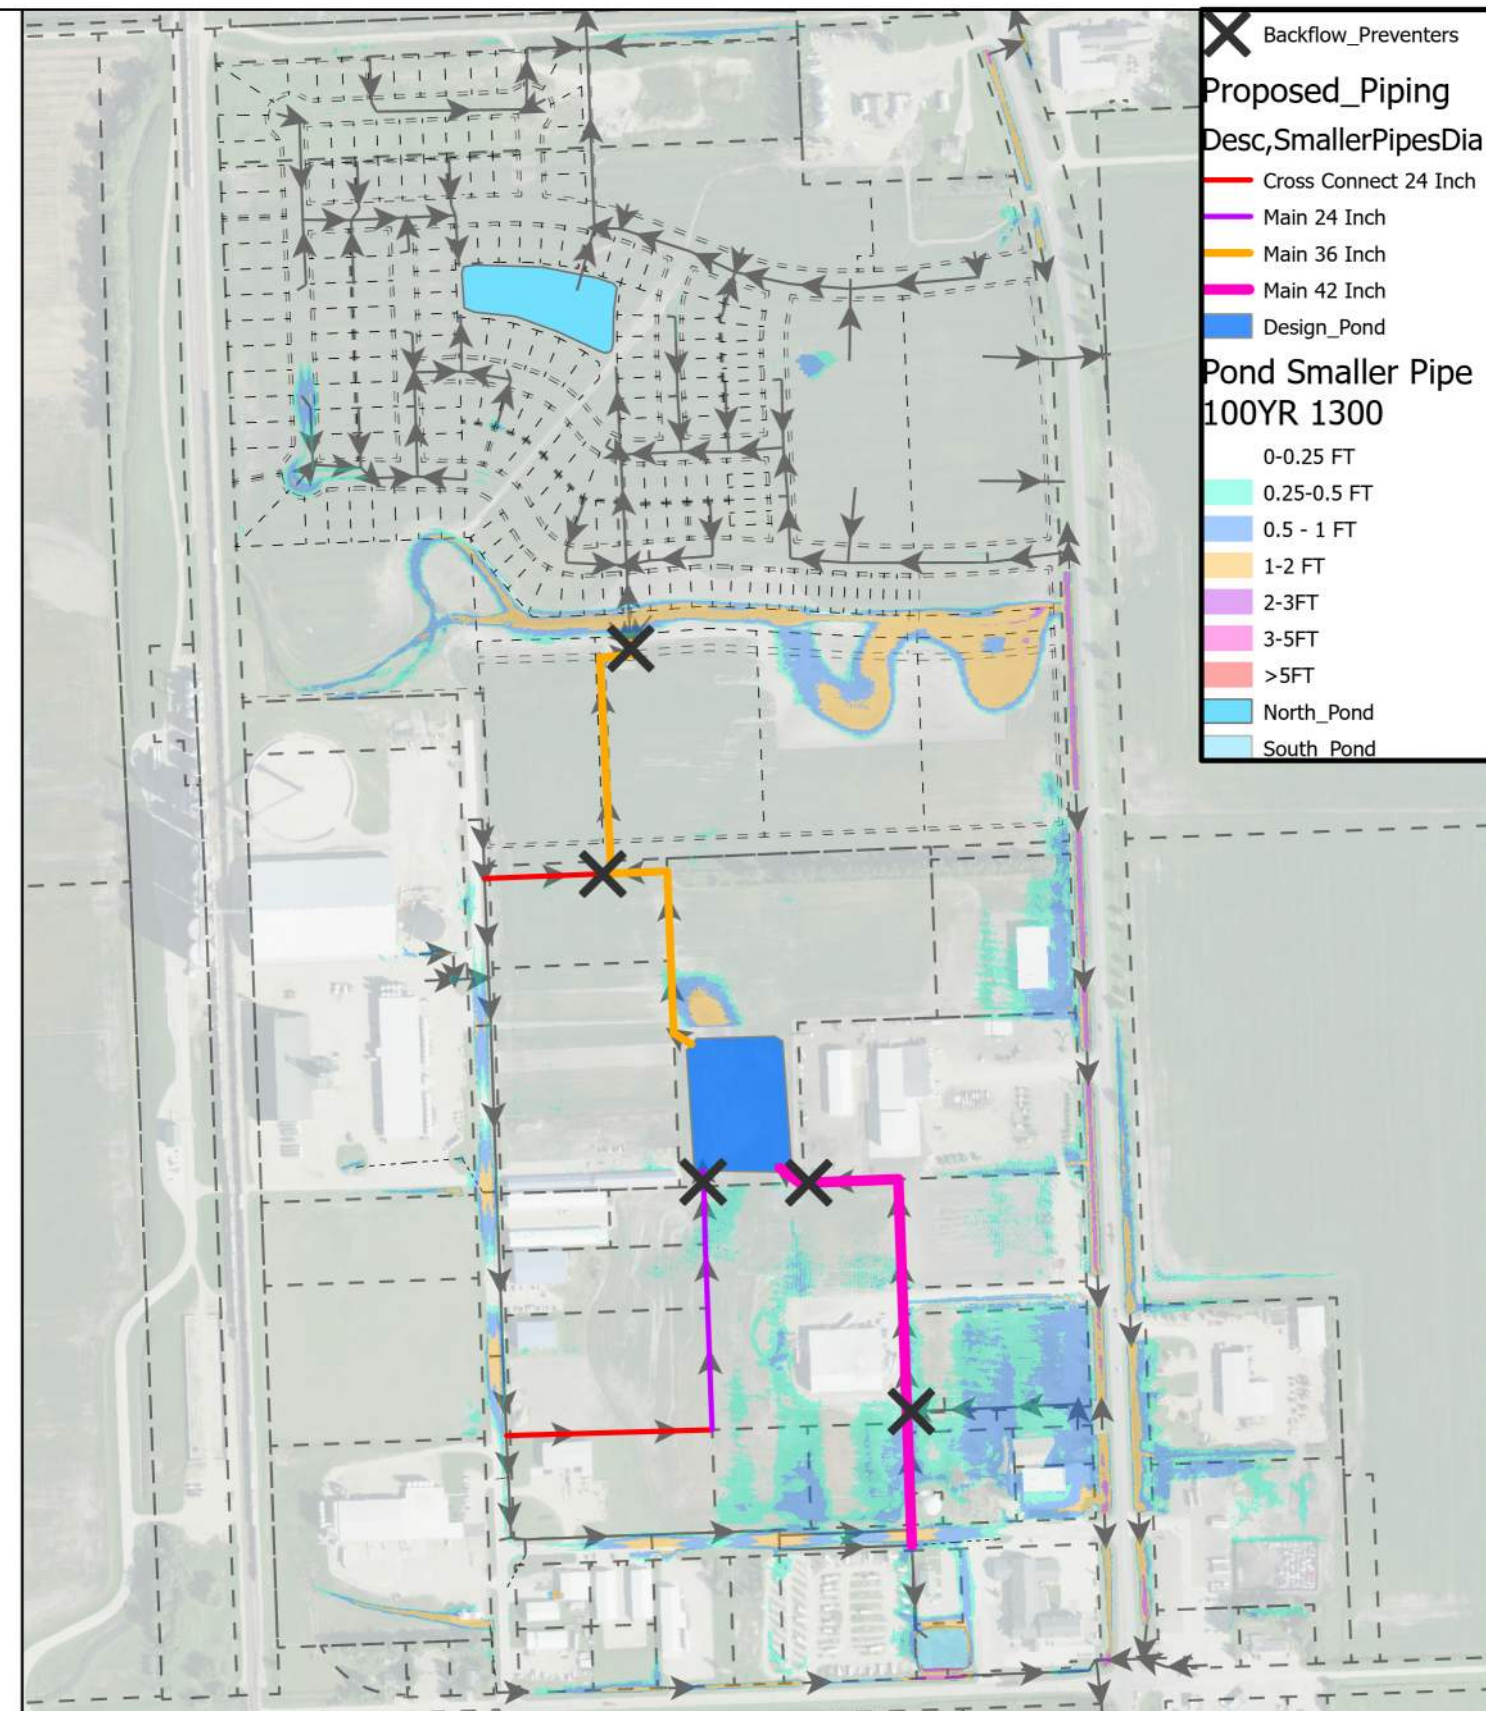 Backflow_Preventers
Proposed_Piping
Desc,SmallerPipesDia
Cross Connect 24 Inch
Main 24 Inch
Main 36 Inch
Main 42 Inch
Design_Pond
Pond Smaller Pipe
100YR 1300
0-0.25 FT
0.25-0.5 FT
0.5 - 1 FT
1-2 FT
2-3FT
3-5FT
>5FT
North_Pond
South_Pond